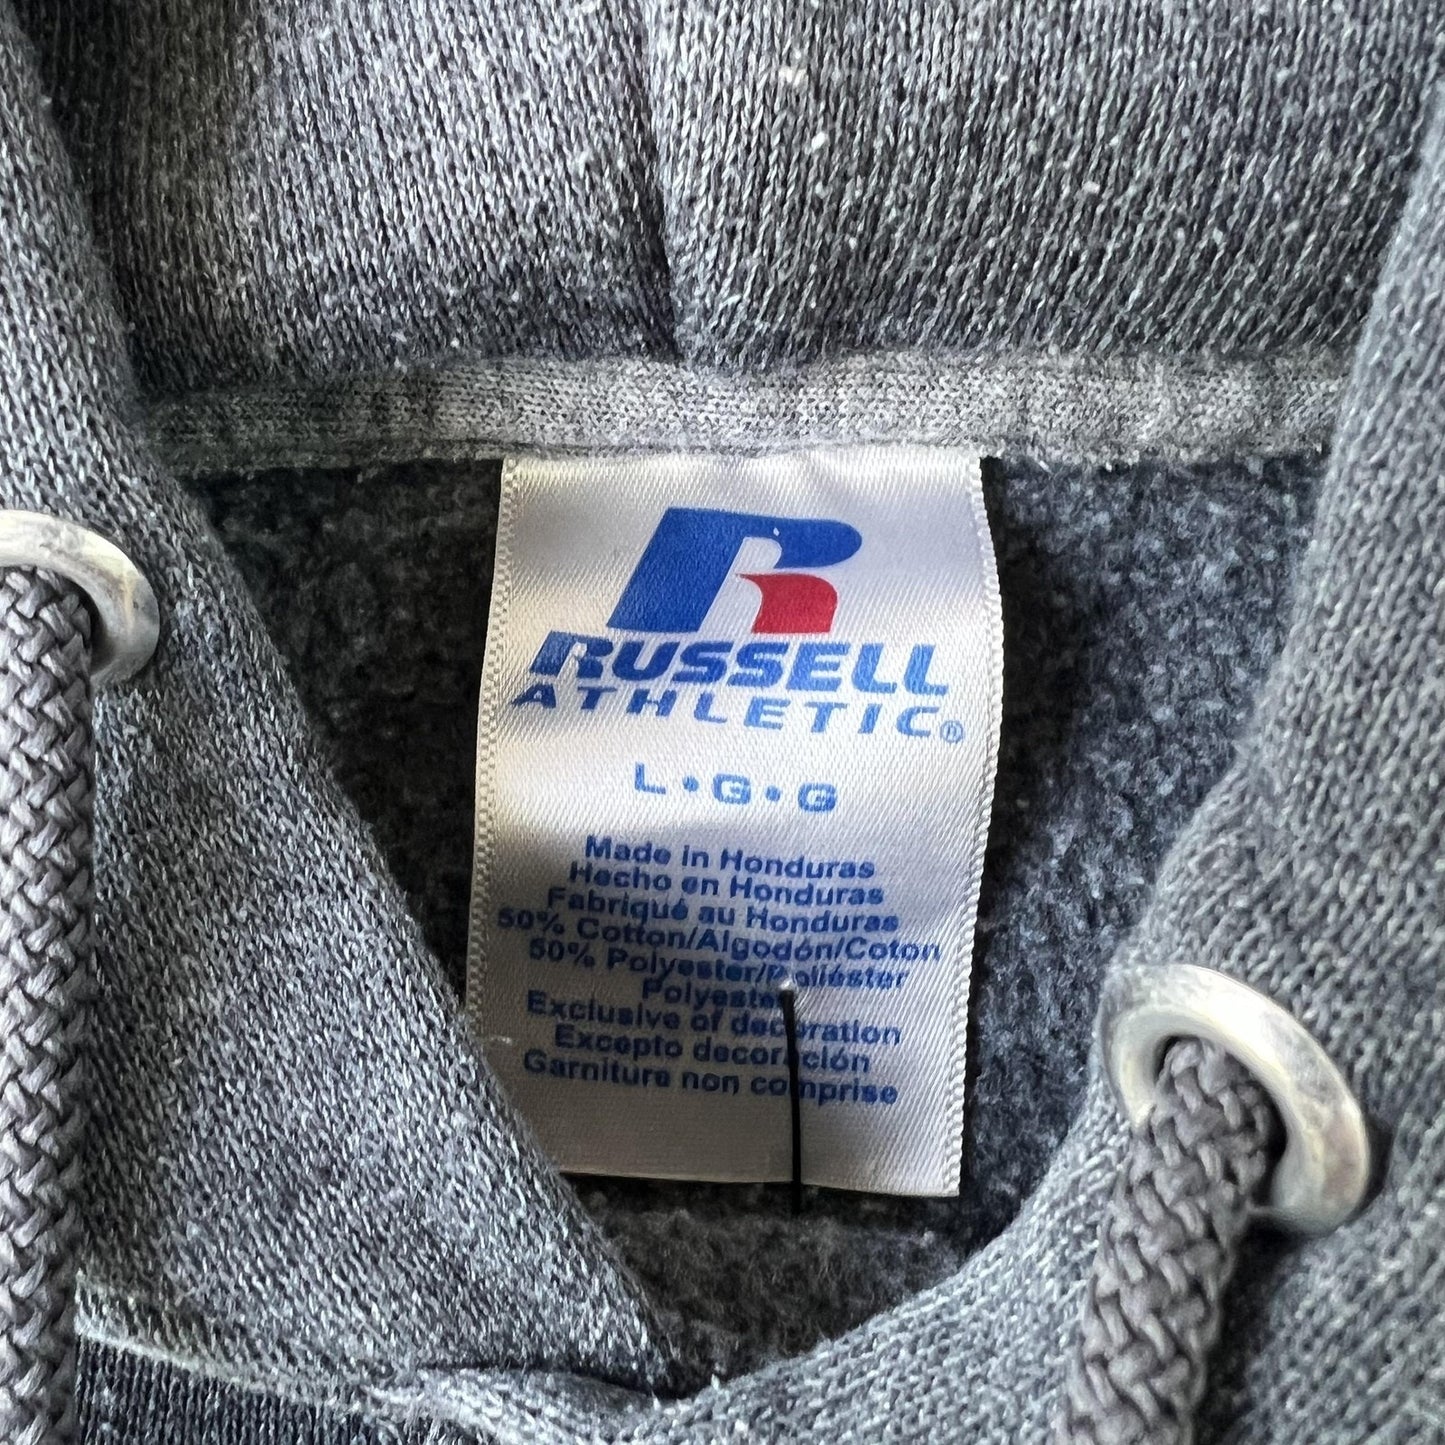 R
RUSSELL
ATHLETIC®
L•G•G
Made in Honduras
Hecho en Honduras
Fabriqué au Honduras
50% Cotton/Algodón/Coton
50% Polyester/Poliéster
Polyester
Exclusive of decoration
Excepto decoración
Garniture non comprise